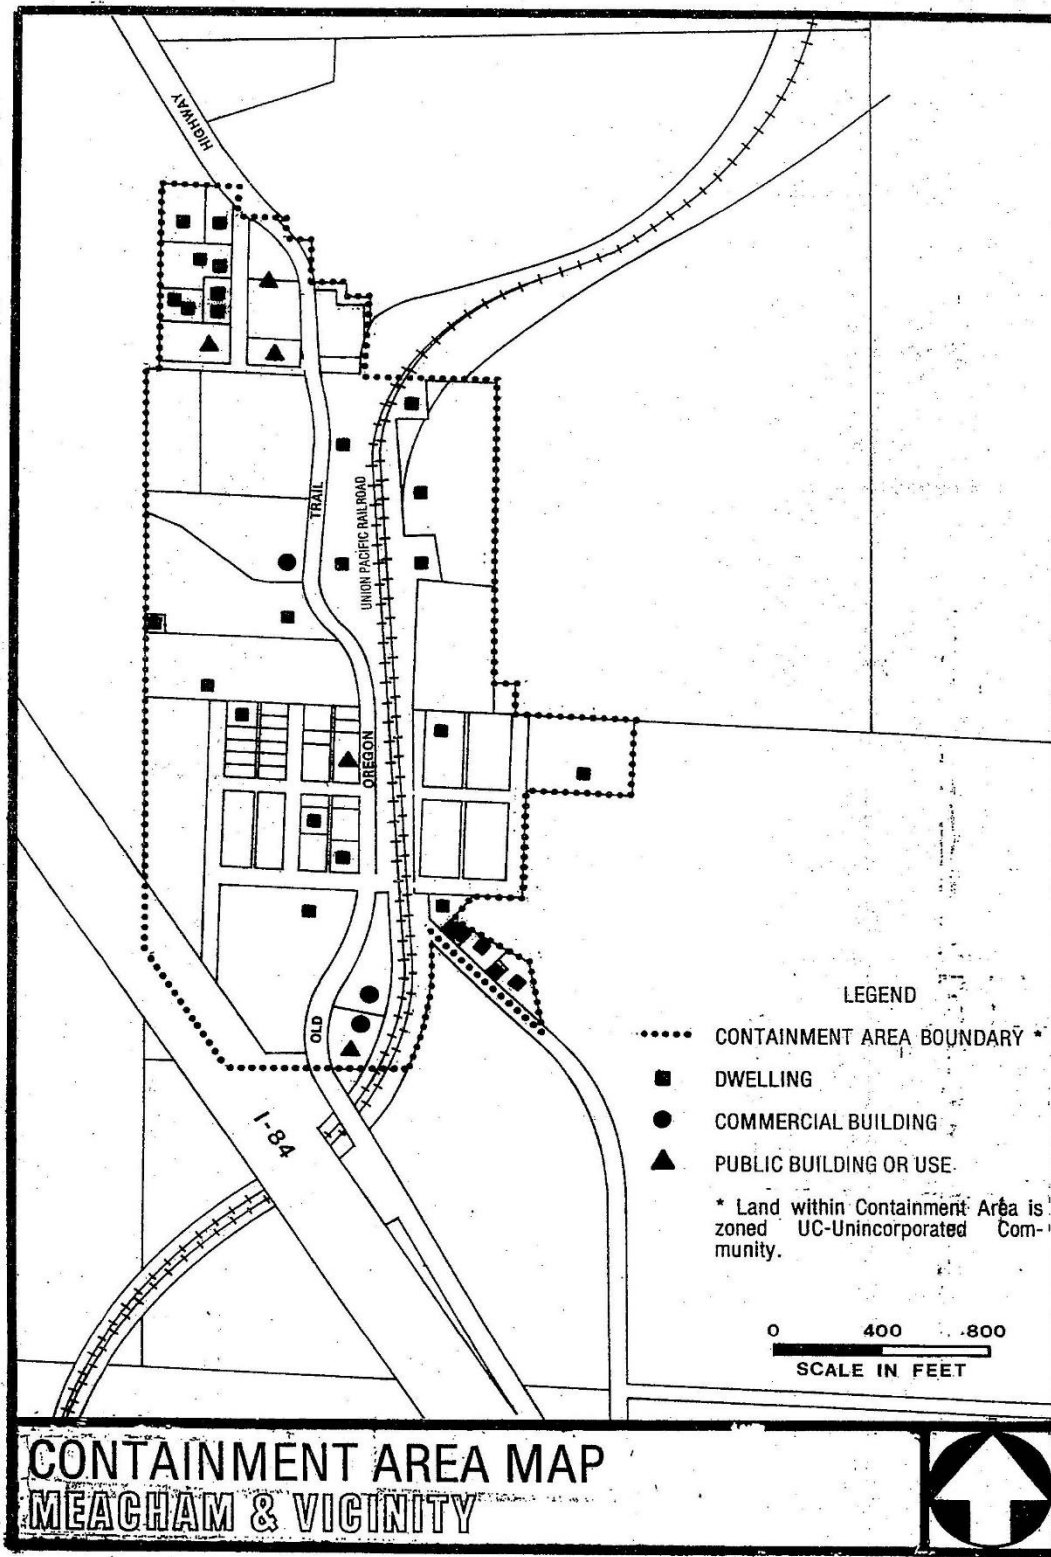 HIGHWAY
TRAIL
UNION PACIFIC RAILROAD
OREGON
OLD
I-84
LEGEND
CONTAINMENT AREA BOUNDARY *
DWELLING
COMMERCIAL BUILDING
PUBLIC BUILDING OR USE
* Land within Containment Area is
zoned UC-Unincorporated Com-
munity.
0 400 800
SCALE IN FEET
CONTAINMENT AREA MAP
MEACHAM & VICINITY